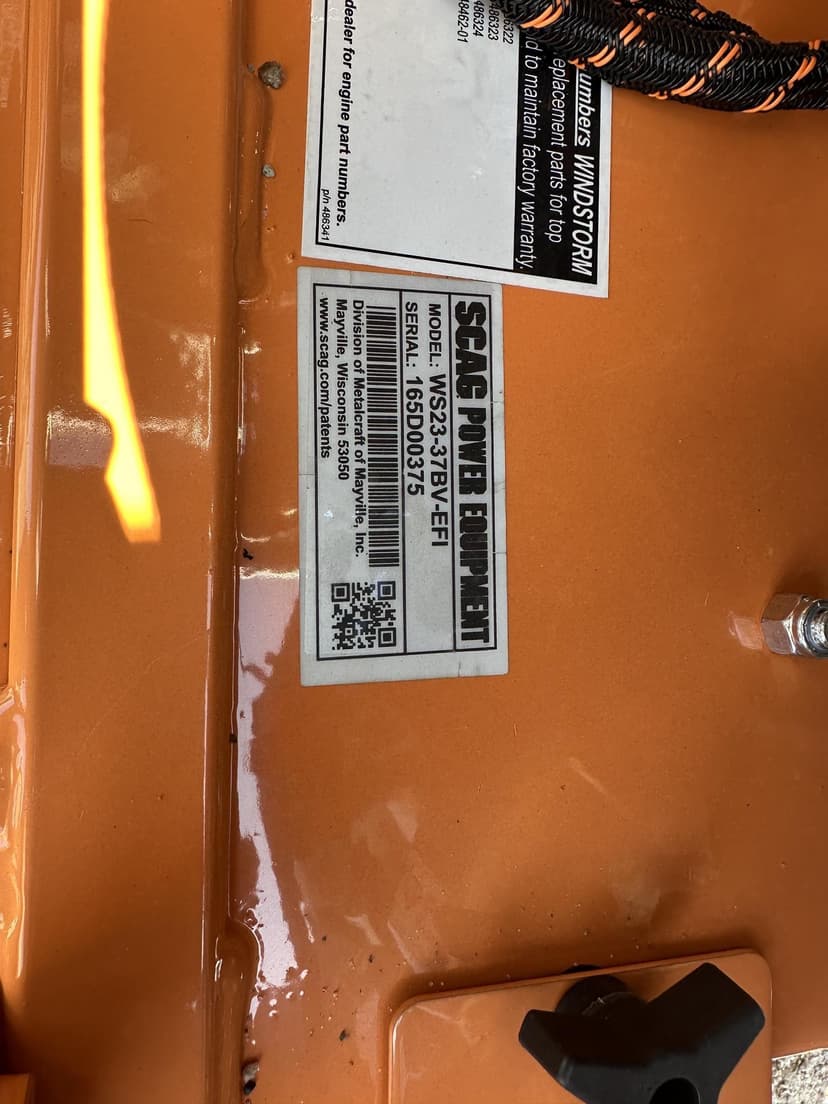 umbers WINDSTORM
eplacement parts for top
d to maintain factory warranty.
486323
486324
48462-01
dealer for engine part numbers.
p/n 486341
SCAG POWER EQUIPMENT
MODEL: WS23-37BV-EFI
SERIAL: 165D00375
Division of Metalcraft of Mayville, Inc.
Mayville, Wisconsin 53050
www.scag.com/patents